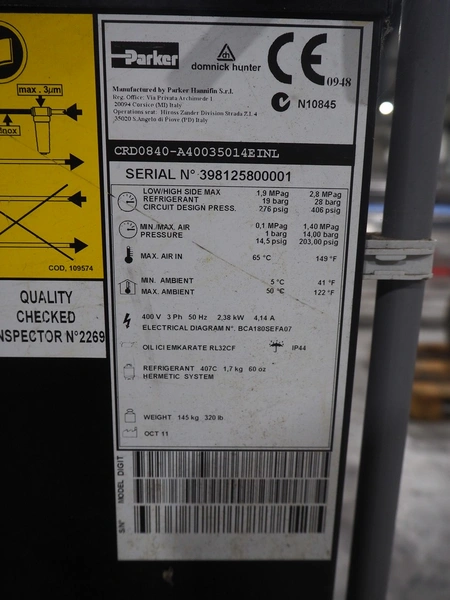 Parker
domnick hunter
CE 0948
N10845
Manufactured by Parker Hannifin S.r.l.
Reg. Office: Via Privata Archimede 1
20094 Corsico (MI) Italy
Operations seat: Hiross Zander Division Strada Z.I. 4
35020 S.Angelo di Piove (PD) Italy
CRD0840-A40035014EINL
SERIAL N° 398125800001
LOW/HIGH SIDE MAX 1,9 MPag 2,8 MPag
REFRIGERANT 19 barg 28 barg
CIRCUIT DESIGN PRESS. 276 psig 406 psig
MIN./MAX. AIR 0,1 MPag 1,40 MPag
PRESSURE 1 barg 14,00 barg
14,5 psig 203,00 psig
MAX. AIR IN 65 °C 149 °F
MIN. AMBIENT 5 °C 41 °F
MAX. AMBIENT 50 °C 122 °F
400 V 3 Ph 50 Hz 2,38 kW 4,14 A
ELECTRICAL DIAGRAM N°. BCA180SEFA07
OIL ICI EMKARATE RL32CF IP44
REFRIGERANT 407C 1,7 kg 60 oz
HERMETIC SYSTEM
WEIGHT 145 kg 320 lb
OCT 11
MODEL DIGIT
S/N°
max. 3µm
inox
COD. 109574
QUALITY
CHECKED
INSPECTOR N°2269